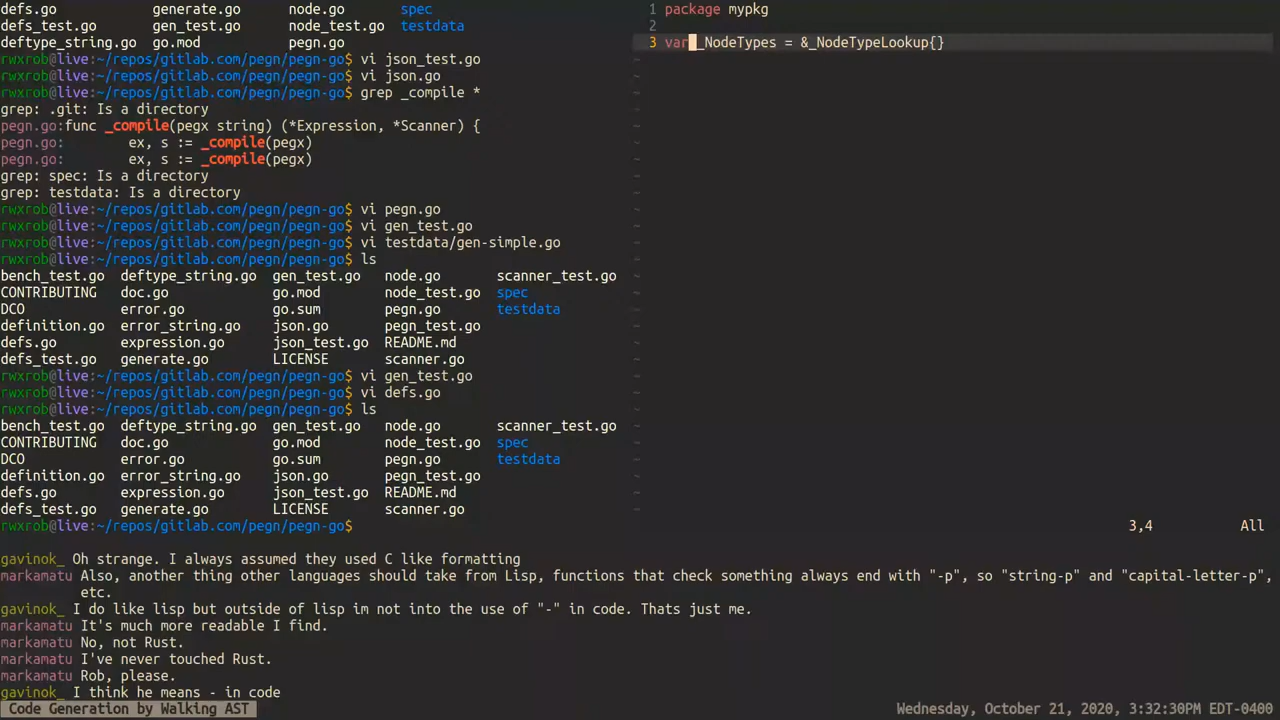 defs.go generate.go node.go spec
def_test.go gen_test.go node_test.go testdata
deftype_string.go go.mod pegn.go
rwxrob@live:~/repos/gitlab.com/pegn/pegn-go$ vi json_test.go
rwxrob@live:~/repos/gitlab.com/pegn/pegn-go$ vi json.go
rwxrob@live:~/repos/gitlab.com/pegn/pegn-go$ grep _compile *
grep: .git: Is a directory
pegn.go:func _compile(pegx string) (*Expression, *Scanner) {
pegn.go: ex, s := _compile(pegx)
pegn.go: ex, s := _compile(pegx)
grep: spec: Is a directory
grep: testdata: Is a directory
rwxrob@live:~/repos/gitlab.com/pegn/pegn-go$ vi pegn.go
rwxrob@live:~/repos/gitlab.com/pegn/pegn-go$ vi gen_test.go
rwxrob@live:~/repos/gitlab.com/pegn/pegn-go$ vi testdata/gen-simple.go
rwxrob@live:~/repos/gitlab.com/pegn/pegn-go$ ls
bench_test.go deftype_string.go gen_test.go node.go scanner_test.go
CONTRIBUTING doc.go go.mod node_test.go spec
DCO error.go go.sum pegn.go testdata
definition.go error_string.go json.go pegn_test.go
defs.go expression.go json_test.go README.md
defs_test.go generate.go LICENSE scanner.go
rwxrob@live:~/repos/gitlab.com/pegn/pegn-go$ vi gen_test.go
rwxrob@live:~/repos/gitlab.com/pegn/pegn-go$ vi defs.go
rwxrob@live:~/repos/gitlab.com/pegn/pegn-go$ ls
bench_test.go deftype_string.go gen_test.go node.go scanner_test.go
CONTRIBUTING doc.go go.mod node_test.go spec
DCO error.go go.sum pegn.go testdata
definition.go error_string.go json.go pegn_test.go
defs.go expression.go json_test.go README.md
defs_test.go generate.go LICENSE scanner.go
rwxrob@live:~/repos/gitlab.com/pegn/pegn-go$
1 package mypkg
2
3 var _NodeTypes = &_NodeTypeLookup{}
3,4 All
gavinok_ Oh strange. I always assumed they used C like formatting
markamatu Also, another thing other languages should take from Lisp, functions that check something always end with "-p", so "string-p" and "capital-letter-p",
etc.
gavinok_ I do like lisp but outside of lisp im not into the use of "-" in code. Thats just me.
markamatu It's much more readable I find.
markamatu No, not Rust.
markamatu I've never touched Rust.
markamatu Rob, please.
gavinok_ I think he means - in code
Code Generation by Walking AST Wednesday, October 21, 2020, 3:32:30PM EDT-0400